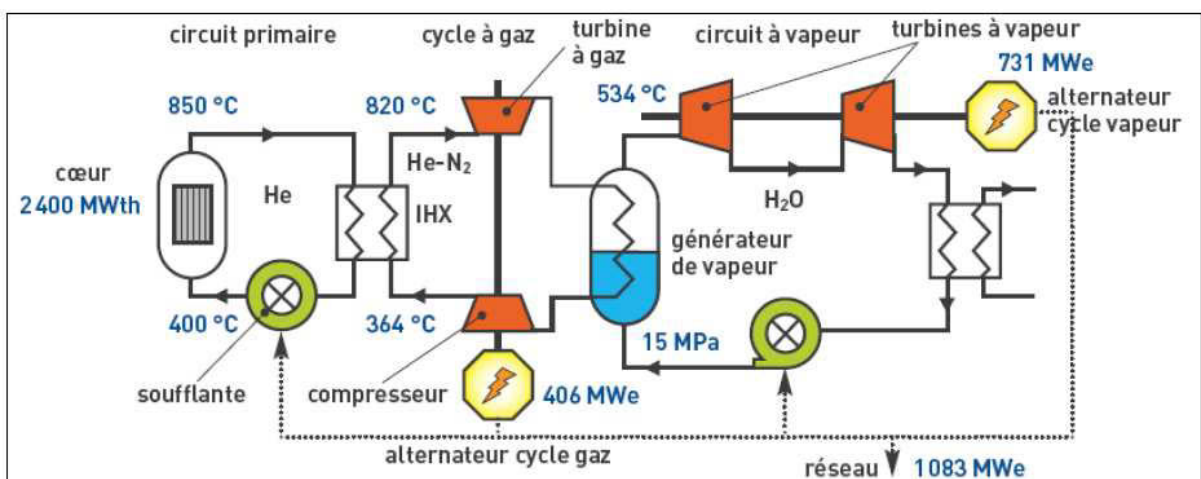 circuit primaire
cycle à gaz
turbine
à gaz
circuit à vapeur
turbines à vapeur
731 MWe
850 °C
820 °C
534 °C
alternateur
cycle vapeur
cœur
2 400 MWth
He
He-N₂
IHX
H₂O
générateur
de vapeur
400 °C
364 °C
15 MPa
soufflante
compresseur
406 MWe
alternateur cycle gaz
réseau
1 083 MWe